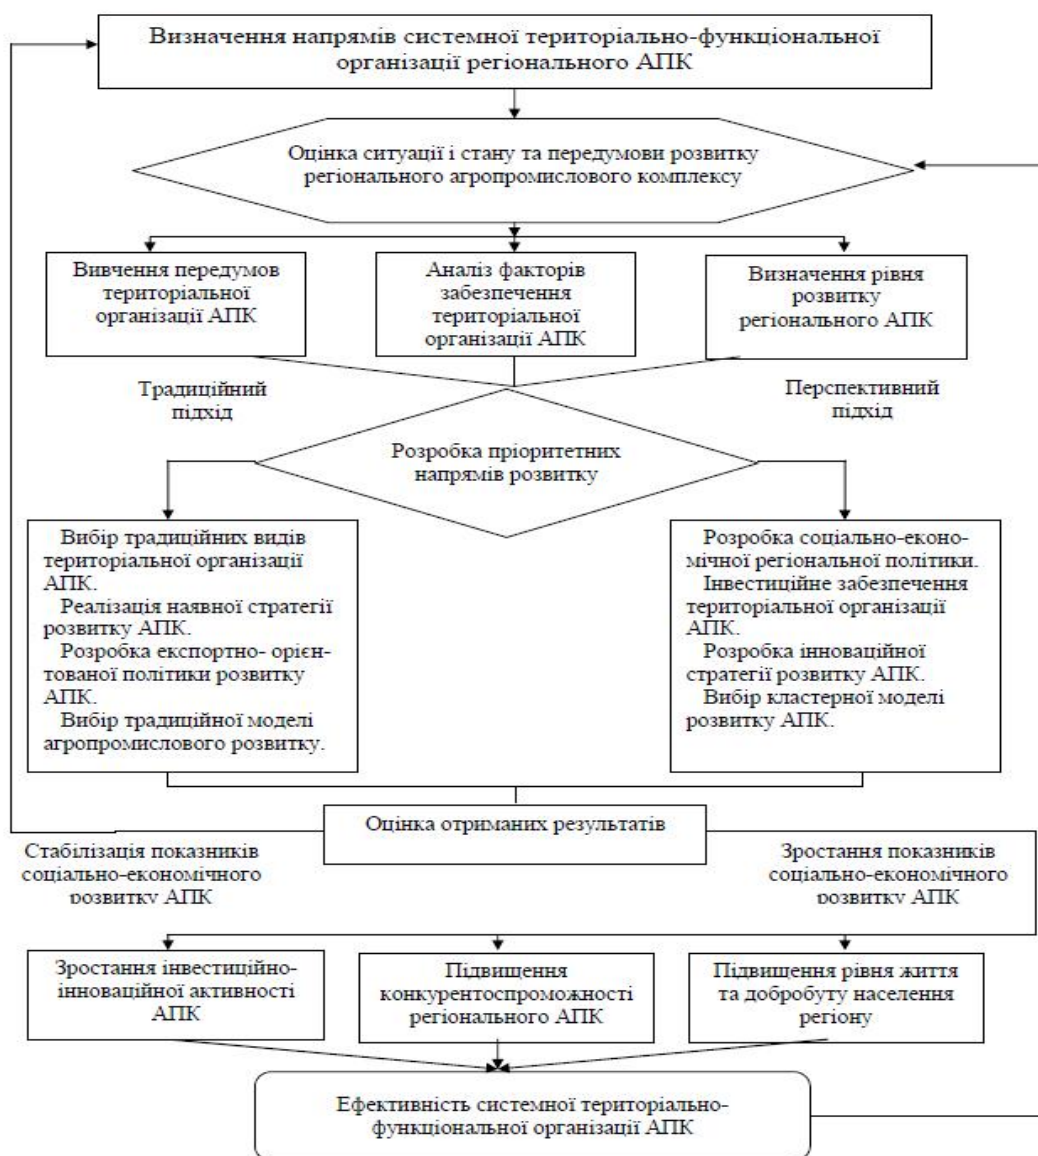 Визначення напрямів системної територіально-функціональної
організації регіонального АПК
Оцінка ситуації і стану та передумови розвитку
регіонального агропромислового комплексу
Вивчення передумов
територіальної
організації АПК
Аналіз факторів
забезпечення
територіальної
організації АПК
Визначення рівня
розвитку
регіонального АПК
Традиційний
підхід
Перспективний
підхід
Розробка пріоритетних
напрямів розвитку
Вибір традиційних видів
територіальної організації
АПК.
Реалізація наявної стратегії
розвитку АПК.
Розробка експортно- орієн-
тованої політики розвитку
АПК.
Вибір традиційної моделі
агропромислового розвитку.
Розробка соціально-еконо-
мічної регіональної політики.
Інвестиційне забезпечення
територіальної організації
АПК.
Розробка інноваційної
стратегії розвитку АПК.
Вибір кластерної моделі
розвитку АПК.
Оцінка отриманих результатів
Стабілізація показників
соціально-економічного
розвитку АПК
Зростання показників
соціально-економічного
розвитку АПК
Зростання інвестиційно-
інноваційної активності
АПК
Підвищення
конкурентоспроможності
регіонального АПК
Підвищення рівня життя
та добробуту населення
регіону
Ефективність системної територіально-
функціональної організації АПК